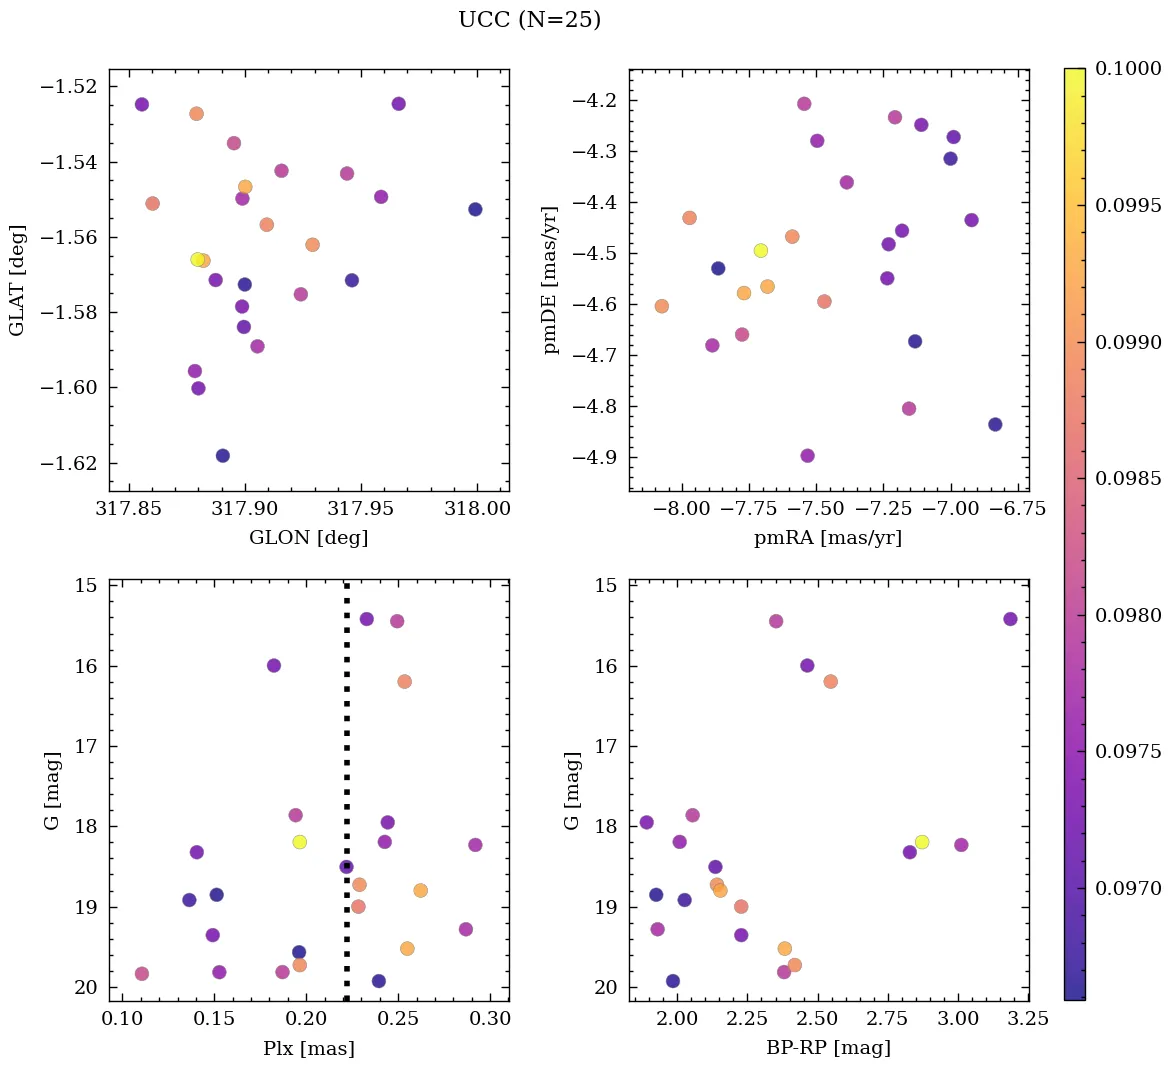 UCC (N=25)
−1.52
−1.54
−1.56
−1.58
−1.60
−1.62
GLAT [deg]
317.85 317.90 317.95 318.00
GLON [deg]
−4.2
−4.3
−4.4
−4.5
−4.6
−4.7
−4.8
−4.9
pmDE [mas/yr]
−8.00 −7.75 −7.50 −7.25 −7.00 −6.75
pmRA [mas/yr]
15
16
17
18
19
20
G [mag]
0.10 0.15 0.20 0.25 0.30
Plx [mas]
15
16
17
18
19
20
G [mag]
2.00 2.25 2.50 2.75 3.00 3.25
BP-RP [mag]
0.1000
0.0995
0.0990
0.0985
0.0980
0.0975
0.0970